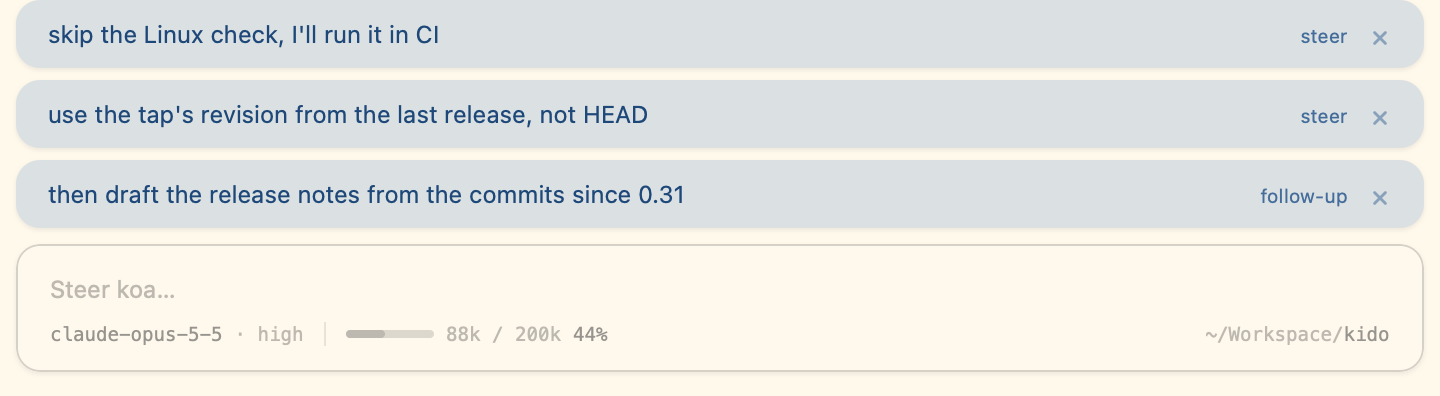 skip the Linux check, I'll run it in CI steer ×
use the tap's revision from the last release, not HEAD steer ×
then draft the release notes from the commits since 0.31 follow-up ×
Steer koa...
claude-opus-5-5 · high 88k / 200k 44% ~/Workspace/kido